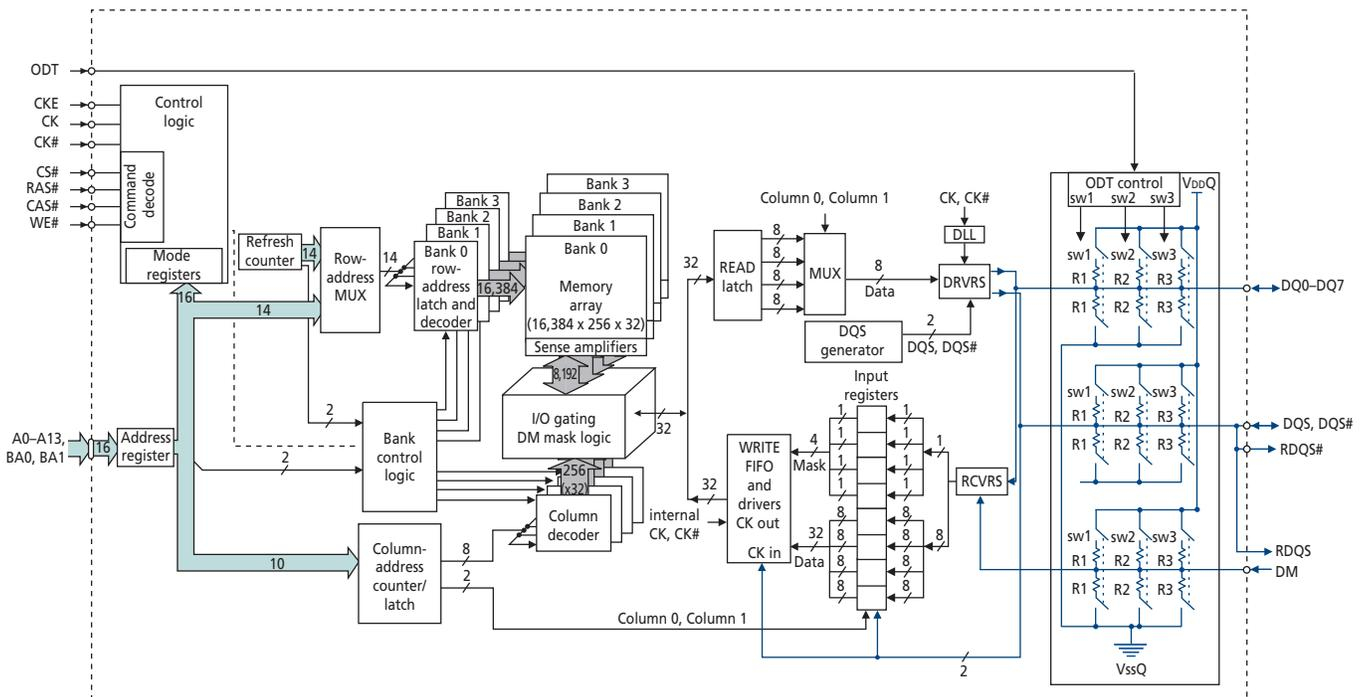 ODT
CKE
CK
CK#
CS#
RAS#
CAS#
WE#
Control
logic
Command
decode
Mode
registers
16
Refresh
counter
14
14
Row-
address
MUX
14
Bank 3
Bank 2
Bank 1
Bank 0
row-
address
latch and
decoder
16,384
Bank 3
Bank 2
Bank 1
Bank 0
Memory
array
(16,384 x 256 x 32)
Sense amplifiers
8,192
I/O gating
DM mask logic
32
256
(x32)
Column
decoder
A0–A13,
BA0, BA1
16
Address
register
2
2
Bank
control
logic
10
Column-
address
counter/
latch
8
2
Column 0, Column 1
32
READ
latch
8
8
8
8
Column 0, Column 1
MUX
8
Data
CK, CK#
DLL
DRVRS
DQS
generator
2
DQS, DQS#
Input
registers
1
1
1
1
1
1
1
1
1
4
Mask
WRITE
FIFO
and
drivers
CK out
CK in
32
internal
CK, CK#
32
Data
8
8
8
8
8
8
8
8
8
RCVRS
2
ODT control
VDDQ
sw1
sw2
sw3
sw1
sw2
sw3
R1
R2
R3
R1
R2
R3
sw1
sw2
sw3
R1
R2
R3
R1
R2
R3
sw1
sw2
sw3
R1
R2
R3
R1
R2
R3
VssQ
DQ0–DQ7
DQS, DQS#
RDQS#
RDQS
DM